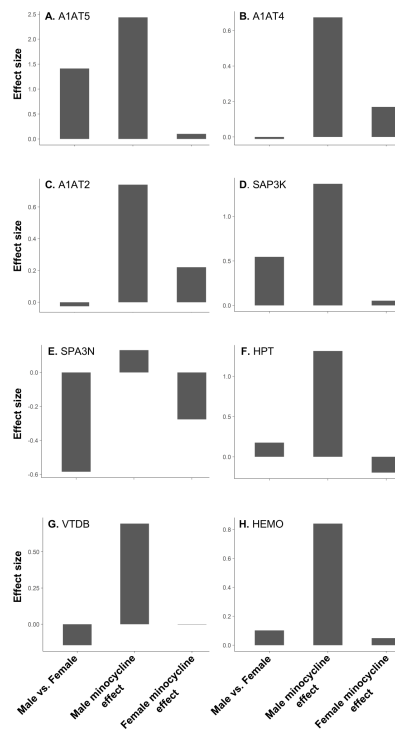 A. A1AT5
B. A1AT4
Effect size
2.5
2.0
1.5
1.0
0.5
0.0
0.6
0.4
0.2
0.0
C. A1AT2
D. SAP3K
Effect size
0.6
0.4
0.2
0.0
1.0
0.5
0.0
E. SPA3N
F. HPT
Effect size
0.0
-0.2
-0.4
-0.6
1.0
0.5
0.0
G. VTDB
H. HEMO
Effect size
0.50
0.25
0.00
0.8
0.6
0.4
0.2
0.0
Male vs. Female
Male minocycline
effect
Female minocycline
effect
Male vs. Female
Male minocycline
effect
Female minocycline
effect